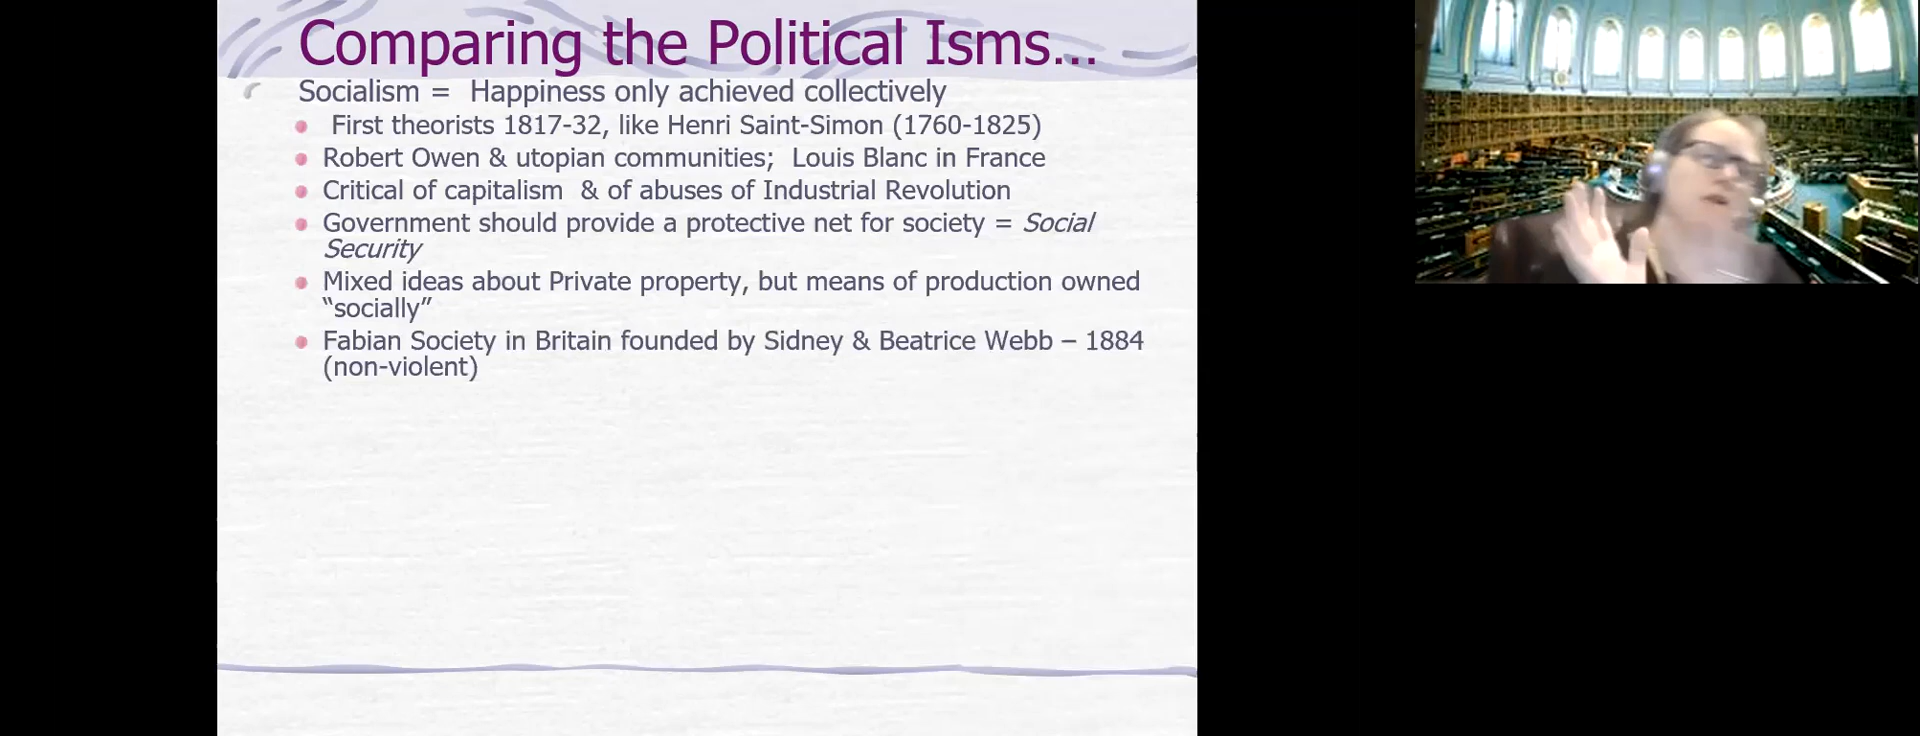 Comparing the Political Isms...
Socialism = Happiness only achieved collectively
First theorists 1817-32, like Henri Saint-Simon (1760-1825)
Robert Owen & utopian communities; Louis Blanc in France
Critical of capitalism & of abuses of Industrial Revolution
Government should provide a protective net for society = Social
Security
Mixed ideas about Private property, but means of production owned
“socially”
Fabian Society in Britain founded by Sidney & Beatrice Webb – 1884
(non-violent)